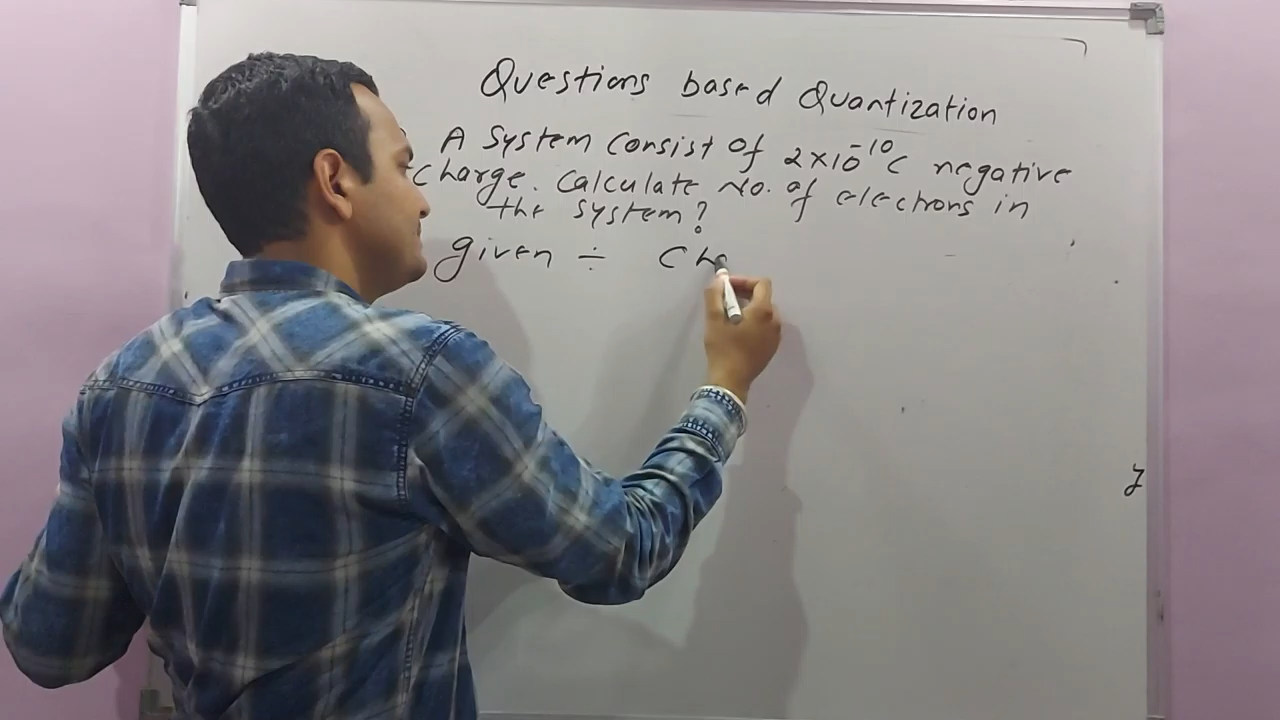 Questions based Quantization
A System Consist of 2×10⁻¹⁰C negative
Charge. Calculate No. of electrons in
the System?
given ÷ Cha